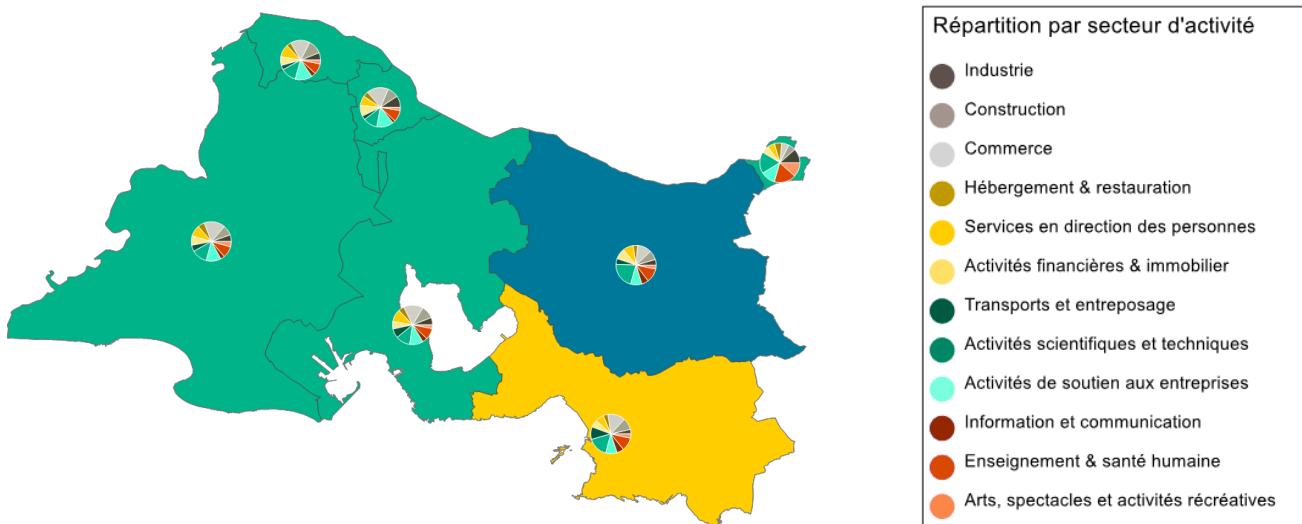 Répartition par secteur d'activité
Industrie
Construction
Commerce
Hébergement & restauration
Services en direction des personnes
Activités financières & immobilier
Transports et entreposage
Activités scientifiques et techniques
Activités de soutien aux entreprises
Information et communication
Enseignement & santé humaine
Arts, spectacles et activités récréatives